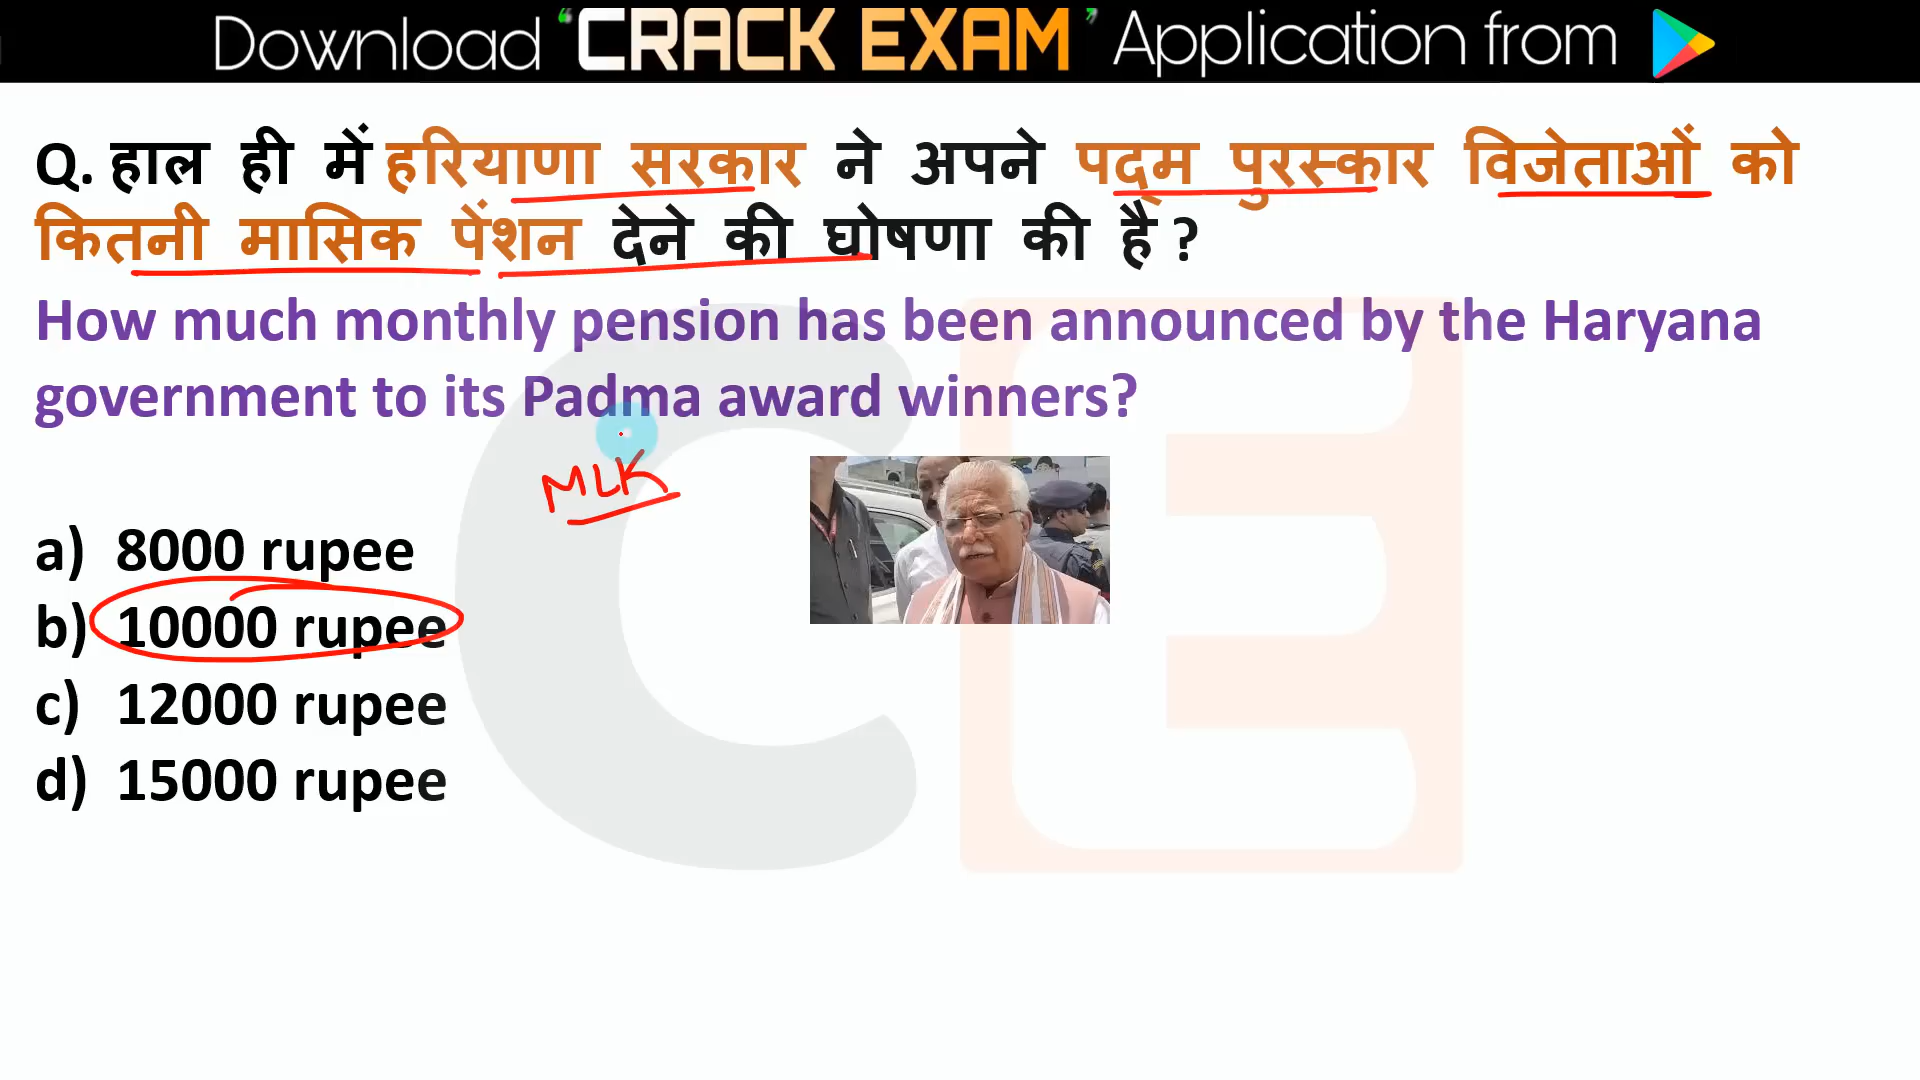 Download “CRACK EXAM” Application from
Q. हाल ही में हरियाणा सरकार ने अपने पद्म पुरस्कार विजेताओं को
कितनी मासिक पेंशन देने की घोषणा की है ?
How much monthly pension has been announced by the Haryana
government to its Padma award winners?
MLK
a) 8000 rupee
b) 10000 rupee
c) 12000 rupee
d) 15000 rupee
CE